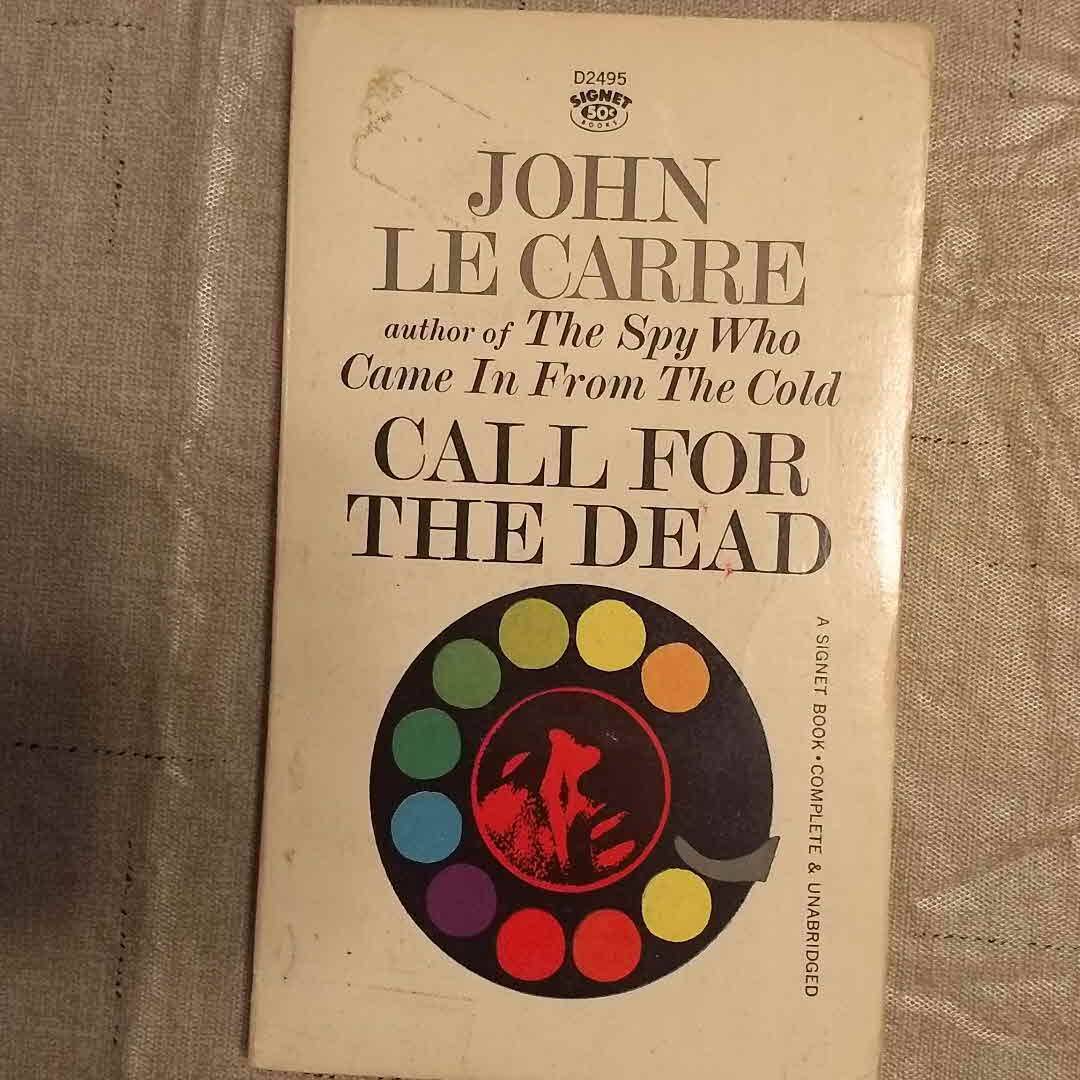 D2495
SIGNET
50¢
BOOKS
JOHN
LE CARRE
author of The Spy Who
Came In From The Cold
CALL FOR
THE DEAD
A SIGNET BOOK • COMPLETE & UNABRIDGED